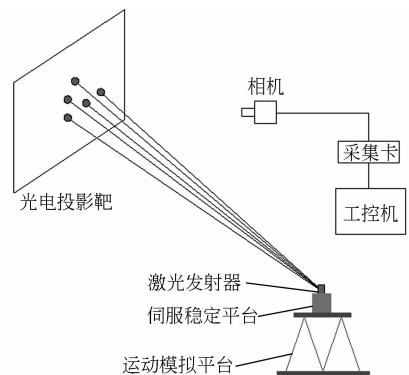 相机
采集卡
光电投影靶
工控机
激光发射器
伺服稳定平台
运动模拟平台